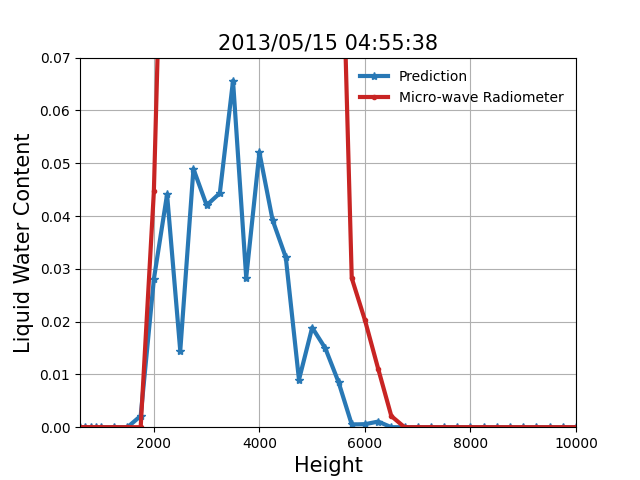 2013/05/15 04:55:38
Prediction
Micro-wave Radiometer
Liquid Water Content
0.07
0.06
0.05
0.04
0.03
0.02
0.01
0.00
2000 4000 6000 8000 10000
Height